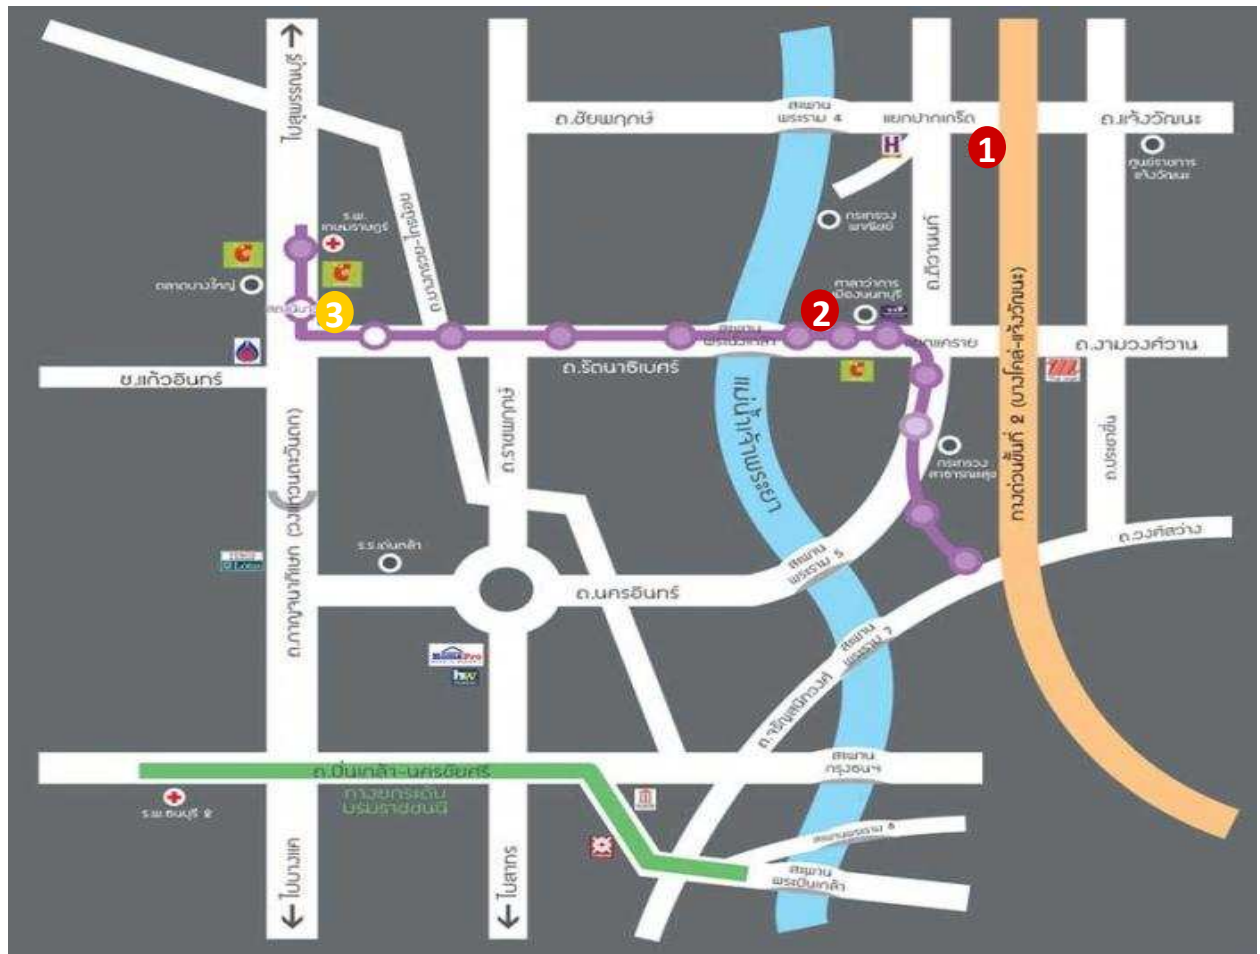 ไปสุพรรณบุรี
ถ.ชัยพฤกษ์
สะพาน
พระราม 4
แยกปากเกร็ด
ถ.แจ้งวัฒนะ
H
1
ศูนย์ราชการ
แจ้งวัฒนะ
ร.พ.
เกษมราษฎร์
กระทรวง
พาณิชย์
ถ.ติวานนท์
ตลาดบางใหญ่
ถ.บางกรวย-ไทรน้อย
ศาลาว่าการ
เมืองนนทบุรี
3
2
สะพาน
พระนั่งเกล้า
แยกแคราย
ถ.งามวงศ์วาน
ซ.แก้วอินทร์
ถ.รัตนาธิเบศร์
แม่น้ำเจ้าพระยา
ทางด่วนขั้นที่ 2 (บางโคล่-แจ้งวัฒนะ)
ถ.ราชพฤกษ์
ถ.กาญจนาภิเษก (วงแหวนตะวันตก)
ถ.ประชาชื่น
กระทรวง
สาธารณสุข
ถ.วงศ์สว่าง
ร.ร.เด่นหล้า
สะพาน
พระราม 5
ถ.นครอินทร์
Lotus
HomePro
hw
สะพาน
พระราม 7
ถ.จรัญสนิทวงศ์
สะพาน
กรุงธนฯ
ถ.ปิ่นเกล้า-นครชัยศรี
ทางยกระดับ
บรมราชชนนี
ร.พ.ธนบุรี 2
สะพานพระราม 8
สะพาน
พระปิ่นเกล้า
ไปบางแค
ไปสาทร